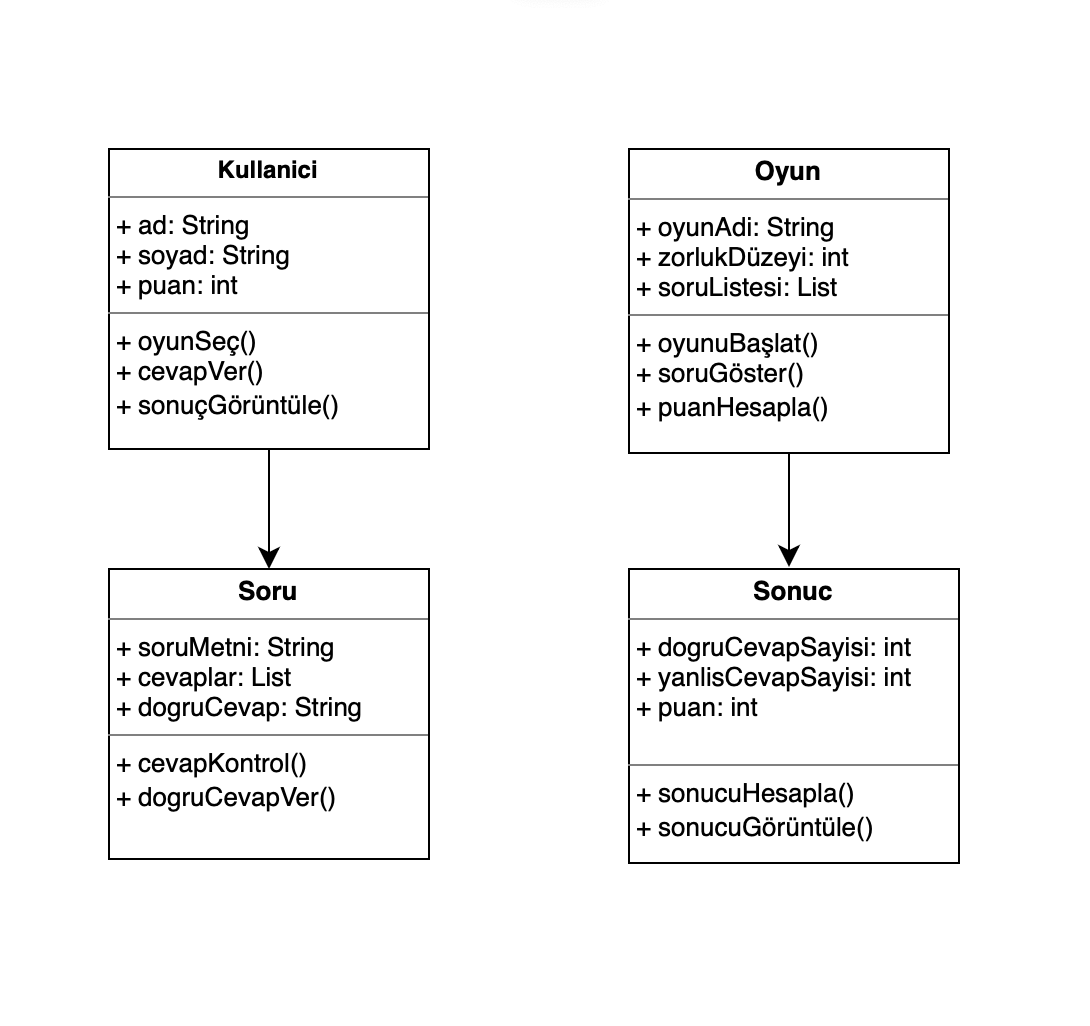 Kullanici
+ ad: String
+ soyad: String
+ puan: int
+ oyunSeç()
+ cevapVer()
+ sonuçGörüntüle()
Oyun
+ oyunAdi: String
+ zorlukDüzeyi: int
+ soruListesi: List
+ oyunuBaşlat()
+ soruGöster()
+ puanHesapla()
Soru
+ soruMetni: String
+ cevaplar: List
+ dogruCevap: String
+ cevapKontrol()
+ dogruCevapVer()
Sonuc
+ dogruCevapSayisi: int
+ yanlisCevapSayisi: int
+ puan: int
+ sonucuHesapla()
+ sonucuGörüntüle()